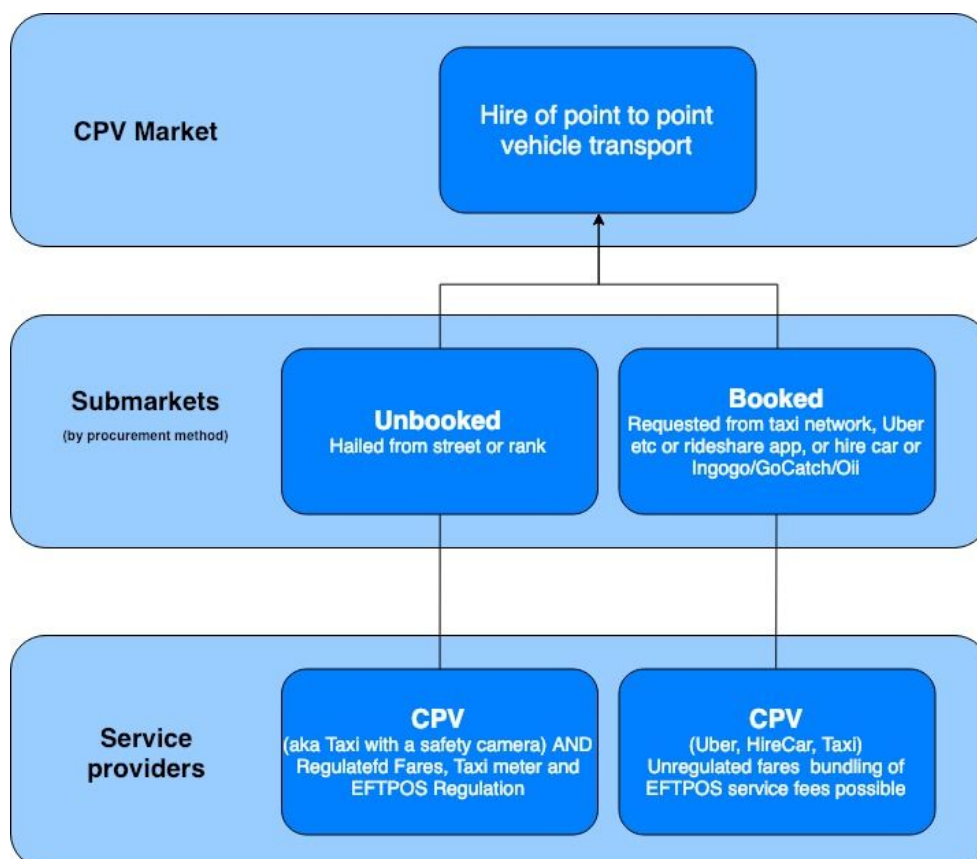 CPV Market
Hire of point to point
vehicle transport
Submarkets
(by procurement method)
Unbooked
Hailed from street or rank
Booked
Requested from taxi network, Uber
etc or rideshare app, or hire car or
Ingogo/GoCatch/Oii
Service
providers
CPV
(aka Taxi with a safety camera) AND
Regulatefd Fares, Taxi meter and
EFTPOS Regulation
CPV
(Uber, HireCar, Taxi)
Unregulated fares bundling of
EFTPOS service fees possible